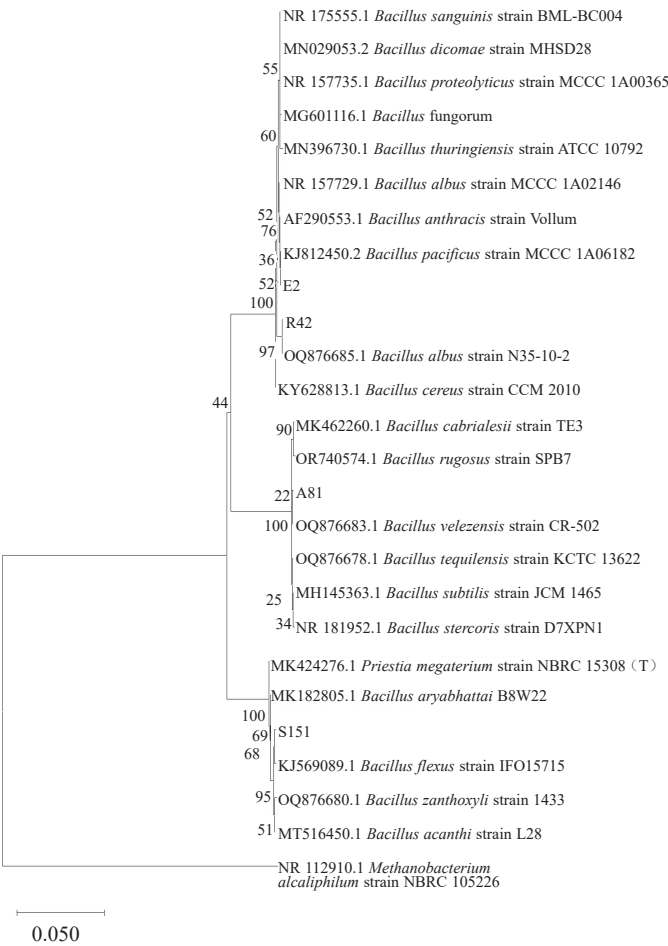 NR 175555.1 Bacillus sanguinis strain BML-BC004
MN029053.2 Bacillus dicomae strain MHSD28
55
NR 157735.1 Bacillus proteolyticus strain MCCC 1A00365
MG601116.1 Bacillus fungorum
60
MN396730.1 Bacillus thuringiensis strain ATCC 10792
NR 157729.1 Bacillus albus strain MCCC 1A02146
52
AF290553.1 Bacillus anthracis strain Vollum
76
KJ812450.2 Bacillus pacificus strain MCCC 1A06182
36
52
E2
100
R42
97
OQ876685.1 Bacillus albus strain N35-10-2
KY628813.1 Bacillus cereus strain CCM 2010
44
90
MK462260.1 Bacillus cabrialesii strain TE3
OR740574.1 Bacillus rugosus strain SPB7
22
A81
100
OQ876683.1 Bacillus velezensis strain CR-502
OQ876678.1 Bacillus tequilensis strain KCTC 13622
MH145363.1 Bacillus subtilis strain JCM 1465
25
34
NR 181952.1 Bacillus stercoris strain D7XPN1
MK424276.1 Priestia megaterium strain NBRC 15308（T）
MK182805.1 Bacillus aryabhattai B8W22
100
69
S151
68
KJ569089.1 Bacillus flexus strain IFO15715
95
OQ876680.1 Bacillus zanthoxyli strain 1433
51
MT516450.1 Bacillus acanthi strain L28
NR 112910.1 Methanobacterium
alcaliphilum strain NBRC 105226
0.050